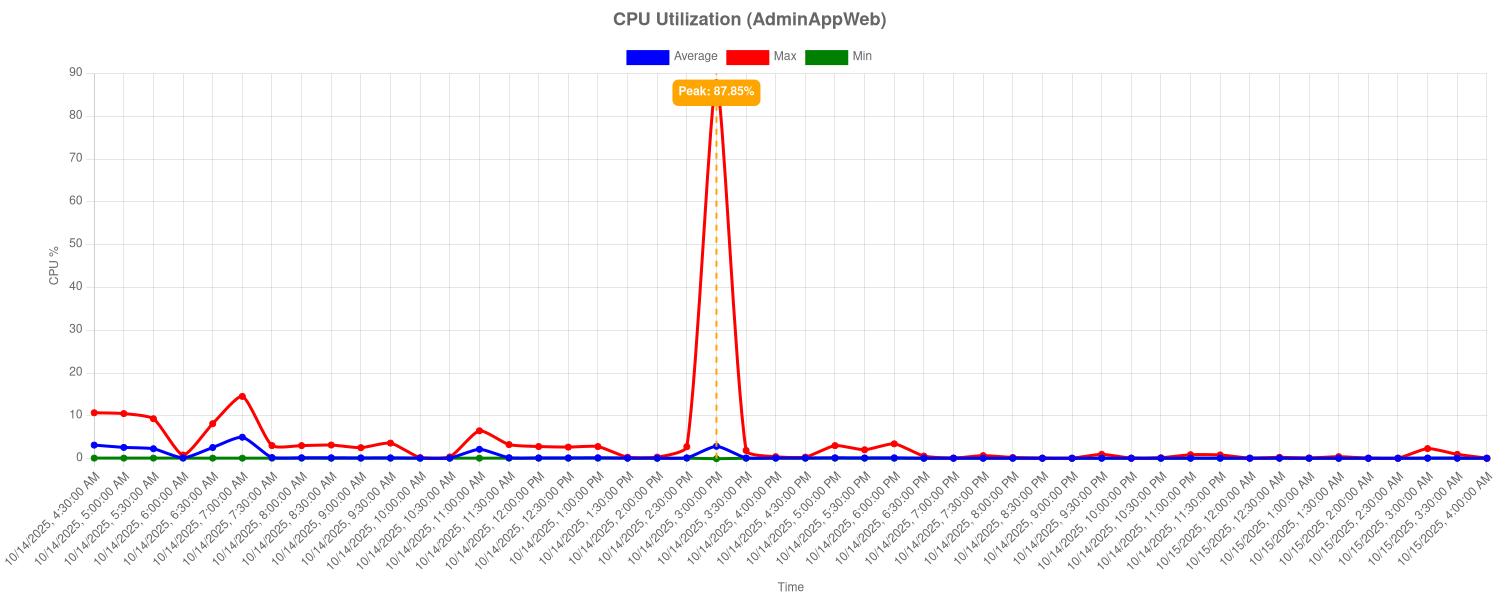 CPU Utilization (AdminAppWeb)
Average Max Min
90
Peak: 87.85%
80
70
60
50
40
30
20
10
0
CPU %
10/14/2025, 4:30:00 AM
10/14/2025, 5:00:00 AM
10/14/2025, 5:30:00 AM
10/14/2025, 6:00:00 AM
10/14/2025, 6:30:00 AM
10/14/2025, 7:00:00 AM
10/14/2025, 7:30:00 AM
10/14/2025, 8:00:00 AM
10/14/2025, 8:30:00 AM
10/14/2025, 9:00:00 AM
10/14/2025, 9:30:00 AM
10/14/2025, 10:00:00 AM
10/14/2025, 10:30:00 AM
10/14/2025, 11:00:00 AM
10/14/2025, 11:30:00 AM
10/14/2025, 12:00:00 PM
10/14/2025, 12:30:00 PM
10/14/2025, 1:00:00 PM
10/14/2025, 1:30:00 PM
10/14/2025, 2:00:00 PM
10/14/2025, 2:30:00 PM
10/14/2025, 3:00:00 PM
10/14/2025, 3:30:00 PM
10/14/2025, 4:00:00 PM
10/14/2025, 4:30:00 PM
10/14/2025, 5:00:00 PM
10/14/2025, 5:30:00 PM
10/14/2025, 6:00:00 PM
10/14/2025, 6:30:00 PM
10/14/2025, 7:00:00 PM
10/14/2025, 7:30:00 PM
10/14/2025, 8:00:00 PM
10/14/2025, 8:30:00 PM
10/14/2025, 9:00:00 PM
10/14/2025, 9:30:00 PM
10/14/2025, 10:00:00 PM
10/14/2025, 10:30:00 PM
10/14/2025, 11:00:00 PM
10/14/2025, 11:30:00 PM
10/15/2025, 12:00:00 AM
10/15/2025, 12:30:00 AM
10/15/2025, 1:00:00 AM
10/15/2025, 1:30:00 AM
10/15/2025, 2:00:00 AM
10/15/2025, 2:30:00 AM
10/15/2025, 3:00:00 AM
10/15/2025, 3:30:00 AM
10/15/2025, 4:00:00 AM
Time